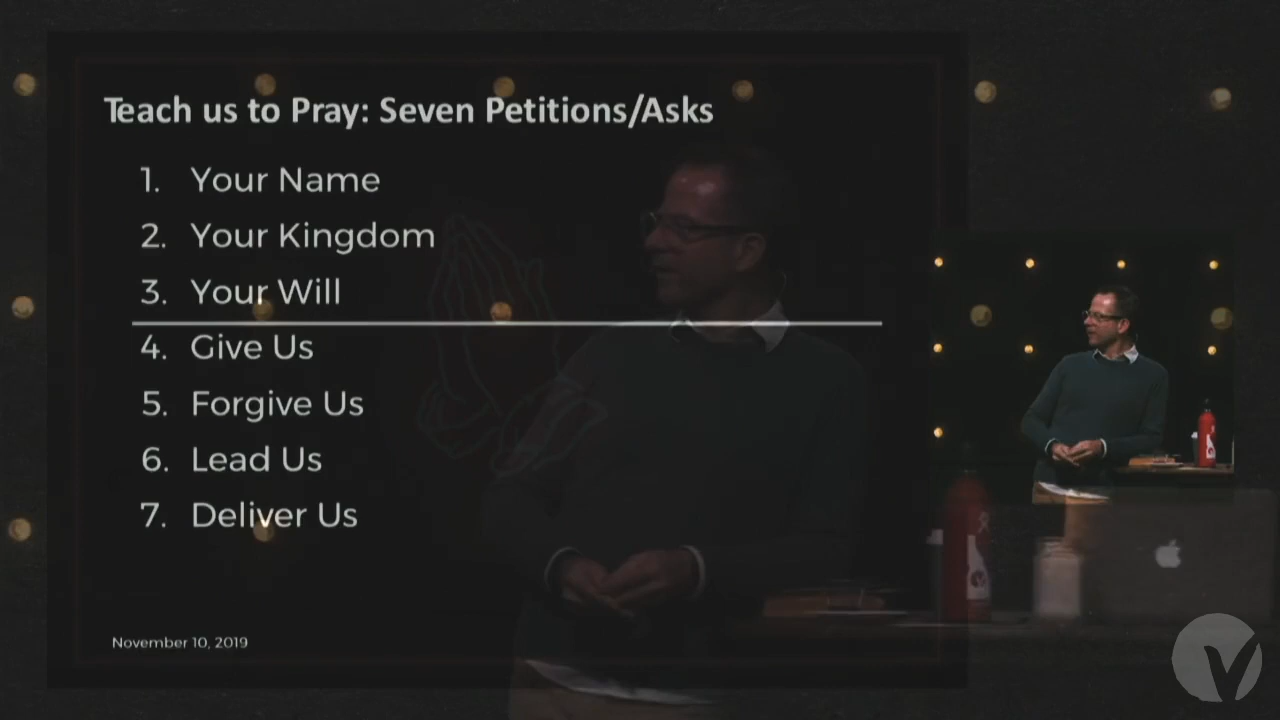 Teach us to Pray: Seven Petitions/Asks
1. Your Name
2. Your Kingdom
3. Your Will
4. Give Us
5. Forgive Us
6. Lead Us
7. Deliver Us
November 10, 2019